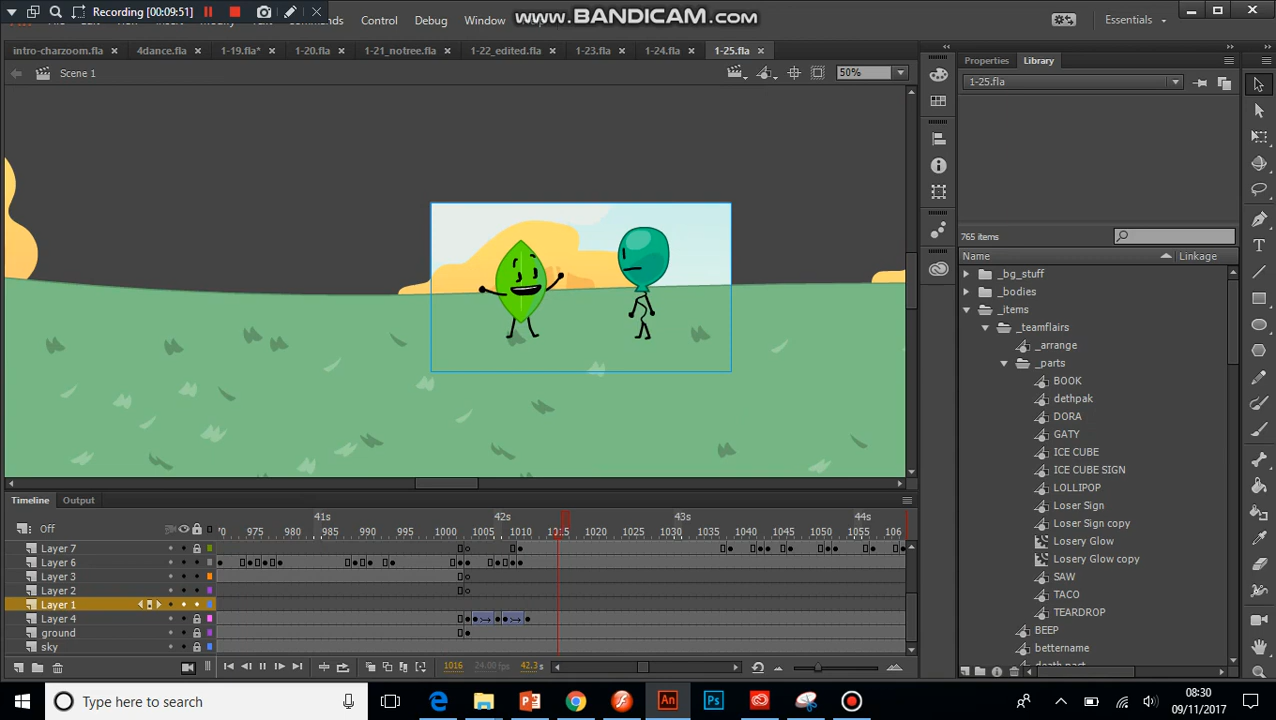 Recording [00:09:51]
www.BANDICAM.com
Control Debug Window
Essentials
intro-charzoom.fla 4dance.fla 1-19.fla* 1-20.fla 1-21_notree.fla 1-22_edited.fla 1-23.fla 1-24.fla 1-25.fla
Properties Library
Scene 1
50%
1-25.fla
765 items
Name Linkage
_bg_stuff
_bodies
_items
_teamflairs
_arrange
_parts
BOOK
dethpak
DORA
GATY
ICE CUBE
ICE CUBE SIGN
LOLLIPOP
Loser Sign
Loser Sign copy
Losery Glow
Losery Glow copy
SAW
TACO
TEARDROP
BEEP
bettername
Timeline Output
Off
41s 42s 43s 44s
70 975 980 985 990 995 1000 1005 1010 1015 1020 1025 1030 1035 1040 1045 1050 1055 106
Layer 7
Layer 6
Layer 3
Layer 2
Layer 1
Layer 4
ground
sky
1016 24.00 fps 42.3s
Type here to search
An
Ps
08:30
09/11/2017